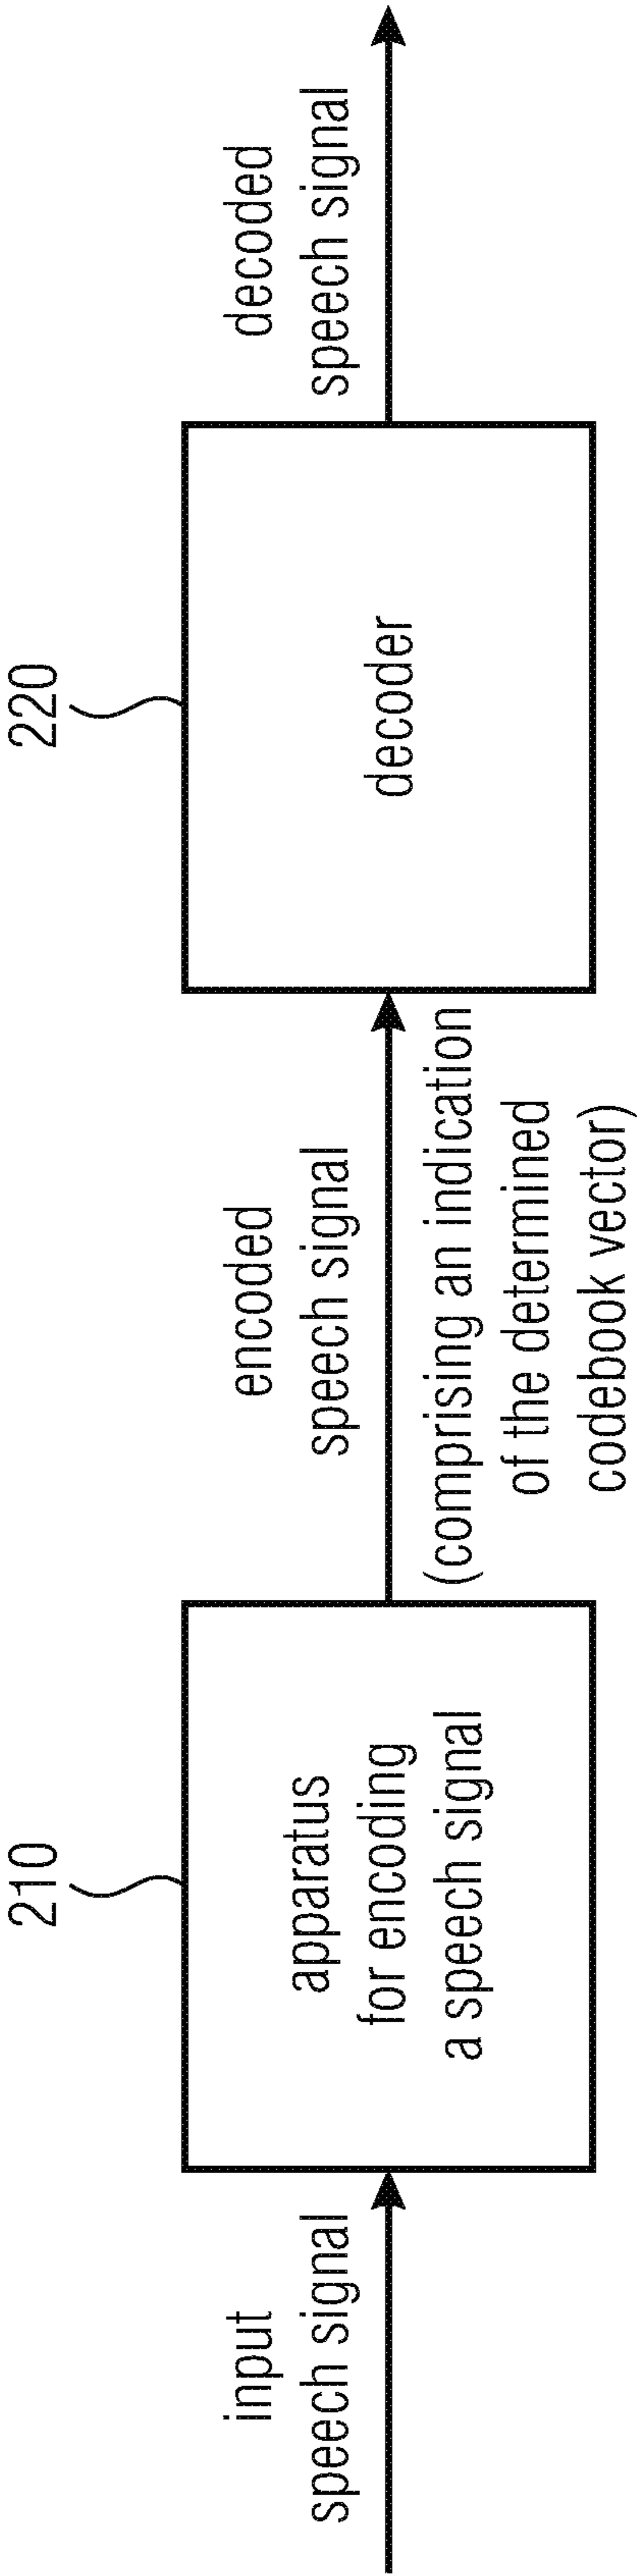 input
speech signal
210
apparatus
for encoding
a speech signal
encoded
speech signal
(comprising an indication
of the determined
codebook vector)
220
decoder
decoded
speech signal